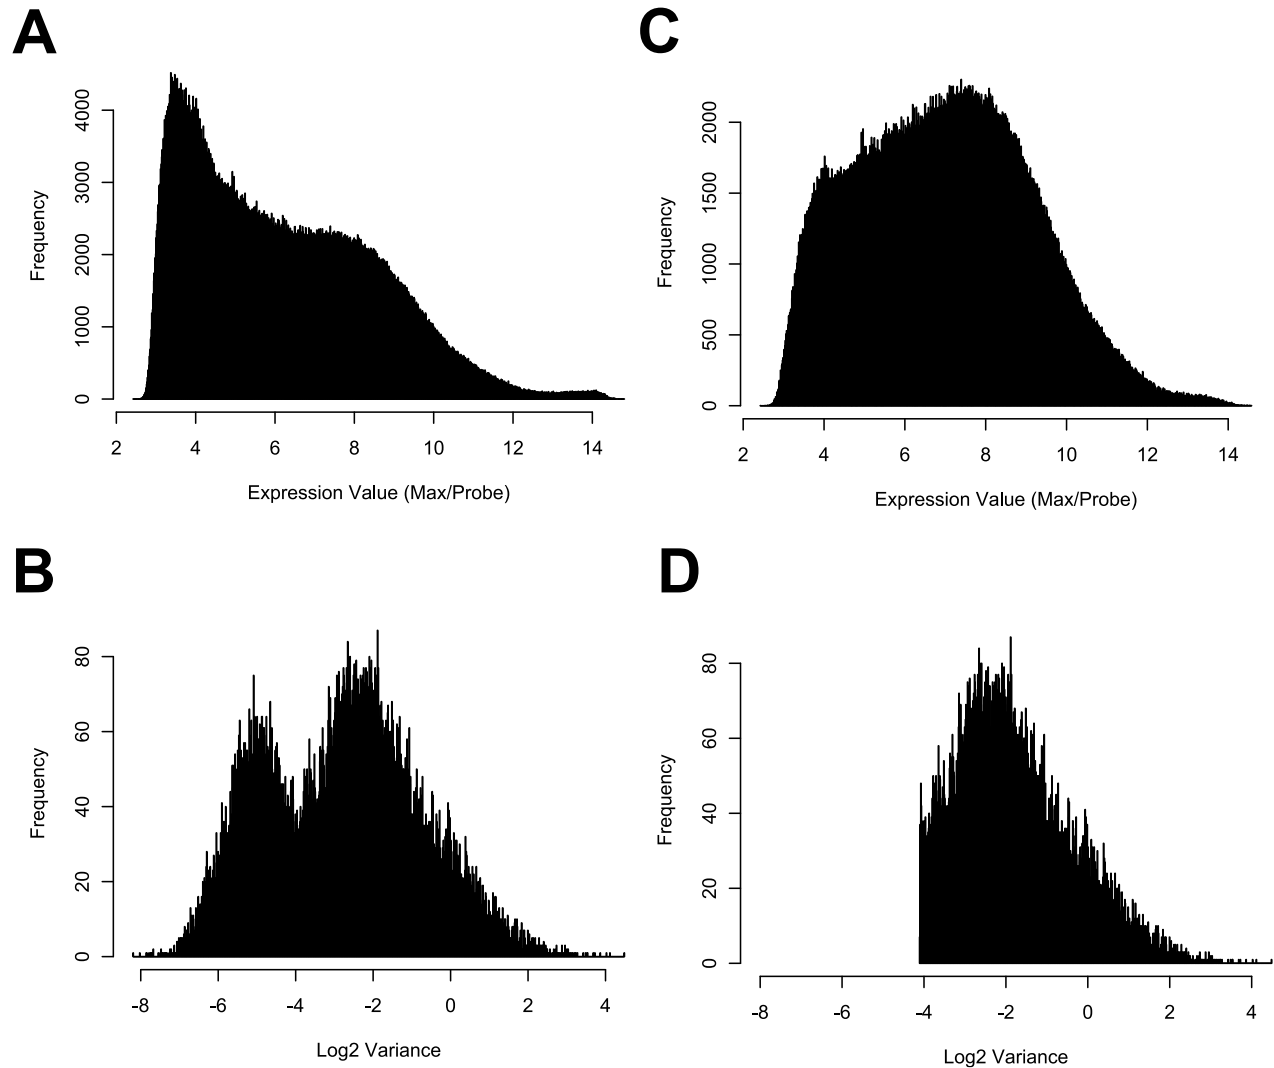 A
Frequency
4000
3000
2000
1000
0
2 4 6 8 10 12 14
Expression Value (Max/Probe)
C
Frequency
2000
1500
1000
500
0
2 4 6 8 10 12 14
Expression Value (Max/Probe)
B
Frequency
80
60
40
20
0
-8 -6 -4 -2 0 2 4
Log2 Variance
D
Frequency
80
60
40
20
0
-8 -6 -4 -2 0 2 4
Log2 Variance